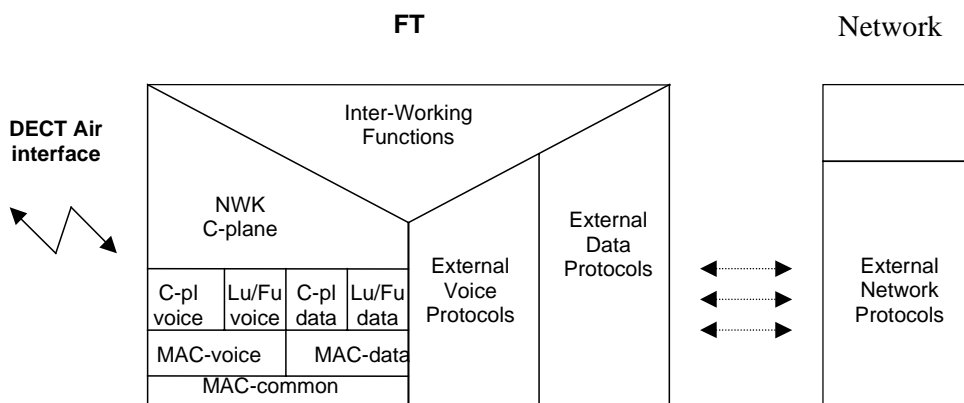 FT
Network
DECT Air
interface
Inter-Working
Functions
NWK
C-plane
External
Data
Protocols
External
Voice
Protocols
External
Network
Protocols
C-pl
voice
Lu/Fu
voice
C-pl
data
Lu/Fu
data
MAC-voice
MAC-data
MAC-common